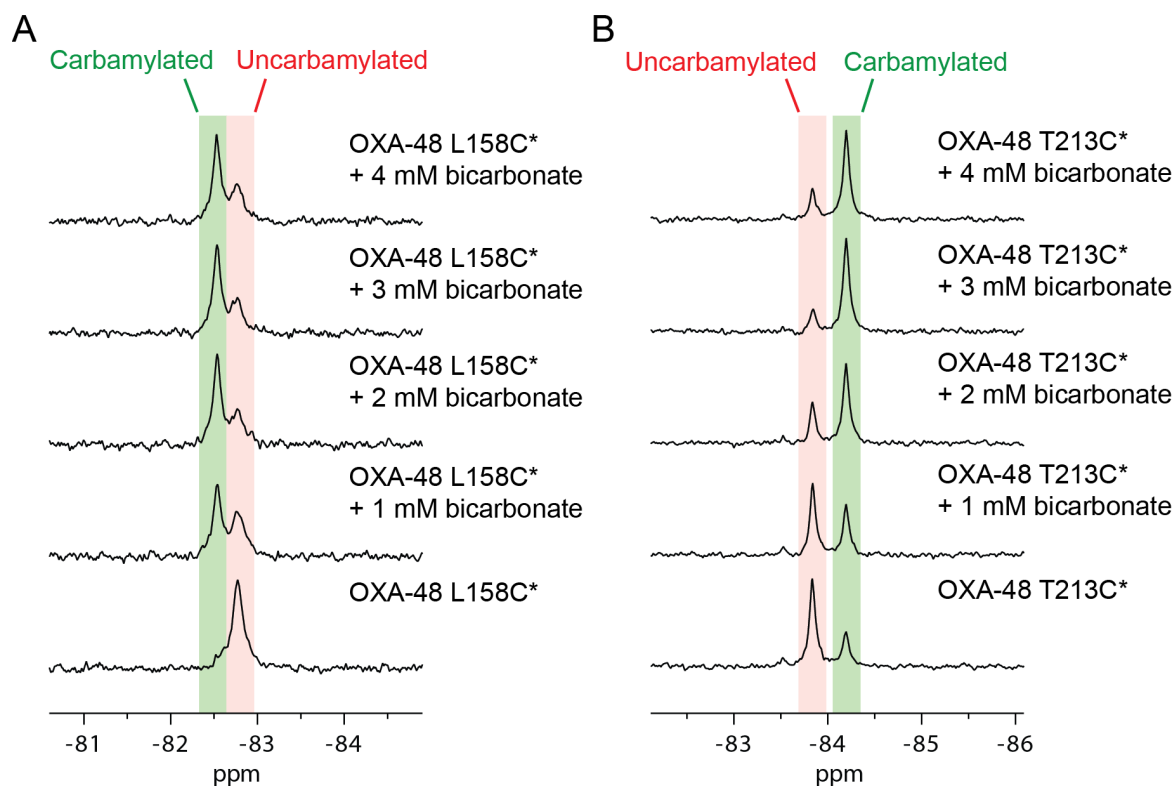 A
Carbamylated
Uncarbamylated
OXA-48 L158C*
+ 4 mM bicarbonate
OXA-48 L158C*
+ 3 mM bicarbonate
OXA-48 L158C*
+ 2 mM bicarbonate
OXA-48 L158C*
+ 1 mM bicarbonate
OXA-48 L158C*
-81 -82 -83 -84
ppm
B
Uncarbamylated
Carbamylated
OXA-48 T213C*
+ 4 mM bicarbonate
OXA-48 T213C*
+ 3 mM bicarbonate
OXA-48 T213C*
+ 2 mM bicarbonate
OXA-48 T213C*
+ 1 mM bicarbonate
OXA-48 T213C*
-83 -84 -85 -86
ppm